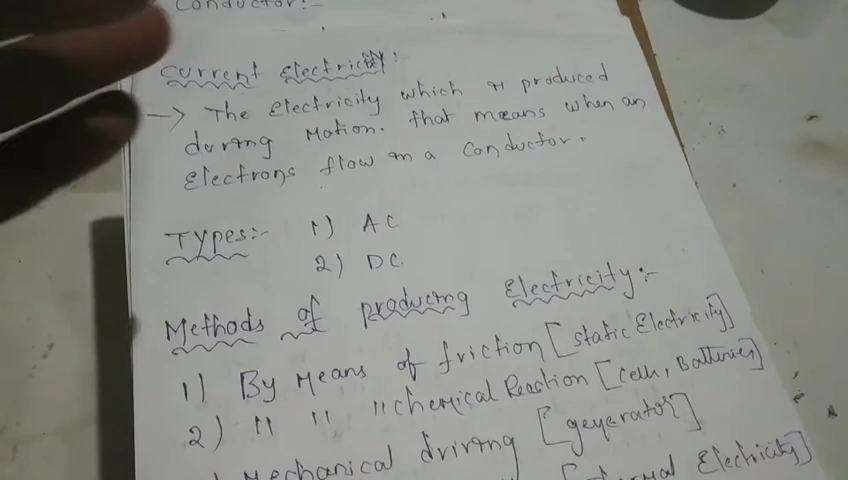 Conductor:-
Current Electricity:-
→ The Electricity which is produced
during Motion. that means when an
Electrons flow in a Conductor.
Types:- 1) AC
2) DC
Methods of producing Electricity:-
1) By Means of friction [static Electricity]
2) " " " chemical Reaction [cells, Batteries]
Mechanical driving [generator]
Electricity]